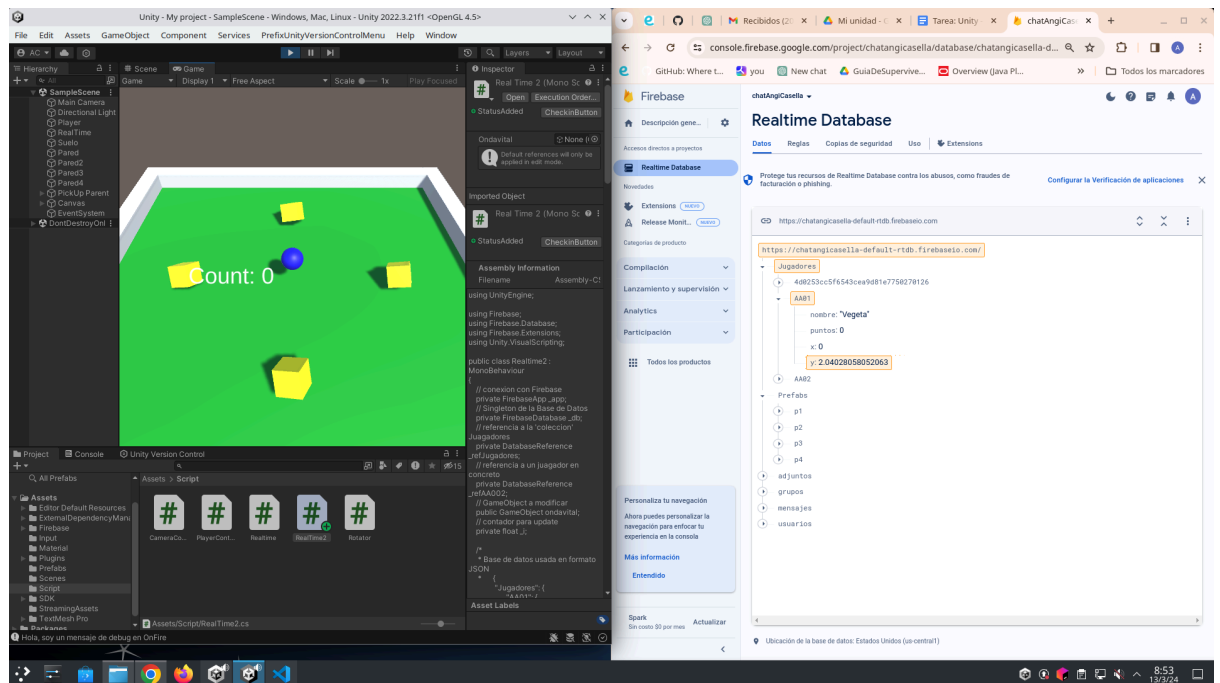 Unity - My project - SampleScene - Windows, Mac, Linux - Unity 2022.3.21f1 <OpenGL 4.5>
File Edit Assets GameObject Component Services PrefixUnityVersionControlMenu Help Window
AC
Layers Layout
Hierarchy
All
SampleScene
Main Camera
Directional Light
Player
RealTime
Suelo
Pared
Pared2
Pared3
Pared4
PickUp Parent
Canvas
EventSystem
DontDestroyOnl
Scene Game
Game Display 1 Free Aspect Scale 1x Play Focused
Count: 0
Inspector
Real Time 2 (Mono Sc
Open Execution Order...
StatusAdded CheckinButton
Ondavital None (
Default references will only be applied in edit mode.
Imported Object
Real Time 2 (Mono Sc
StatusAdded CheckinButton
Assembly Information
Filename Assembly-C!
using UnityEngine;
using Firebase;
using Firebase.Database;
using Firebase.Extensions;
using Unity.VisualScripting;
public class Realtime2 :
MonoBehaviour
{
// conexion con Firebase
private FirebaseApp _app;
// Singleton de la Base de Datos
private FirebaseDatabase _db;
// referencia a la 'coleccion'
Juagadores
private DatabaseReference
_refJugadores;
// referencia a un juagador en
concreto
private DatabaseReference
_refAA002;
// GameObject a modificar
public GameObject ondavital;
// contador para update
private float _i;
/*
* Base de datos usada en formato
JSON
* {
"Jugadores": {
"AA01": {
Asset Labels
Project Console Unity Version Control
15
All Prefabs
Assets
Editor Default Resources
ExternalDependencyMana
Firebase
Input
Material
Plugins
Prefabs
Scenes
Script
SDK
StreamingAssets
TextMesh Pro
Packages
Assets > Script
CameraCo... PlayerCont... Realtime RealTime2 Rotator
Assets/Script/RealTime2.cs
Hola, soy un mensaje de debug en OnFire
Recibidos (2 Mi unidad - Tarea: Unity chatAngiCas
console.firebase.google.com/project/chatangicasella/database/chatangicasella-d...
GitHub: Where t... you New chat GuiaDeSupervive... Overview (Java Pl... » Todos los marcadores
Firebase
Descripción gene...
Accesos directos a proyectos
Realtime Database
Novedades
Extensions NUEVO
Release Monit... NUEVO
Categorías de producto
Compilación
Lanzamiento y supervisión
Analytics
Participación
Todos los productos
Personaliza tu navegación
Ahora puedes personalizar la navegación para enfocar tu experiencia en la consola
Más información
Entendido
Spark
Sin costo $0 por mes
Actualizar
chatAngiCasella
A
Realtime Database
Datos Reglas Copias de seguridad Uso Extensions
Protege tus recursos de Realtime Database contra los abusos, como fraudes de facturación o phishing.
Configurar la Verificación de aplicaciones
https://chatangicasella-default-rtdb.firebaseio.com
https://chatangicasella-default-rtdb.firebaseio.com/
Jugadores
4d0253cc5f6543cea9d81e7750270126
AA01
nombre: "Vegeta"
puntos: 0
x: 0
y: 2.04028058052063
AA02
Prefabs
p1
p2
p3
p4
adjuntos
grupos
mensajes
usuarios
Ubicación de la base de datos: Estados Unidos (us-central1)
8:53
13/3/24